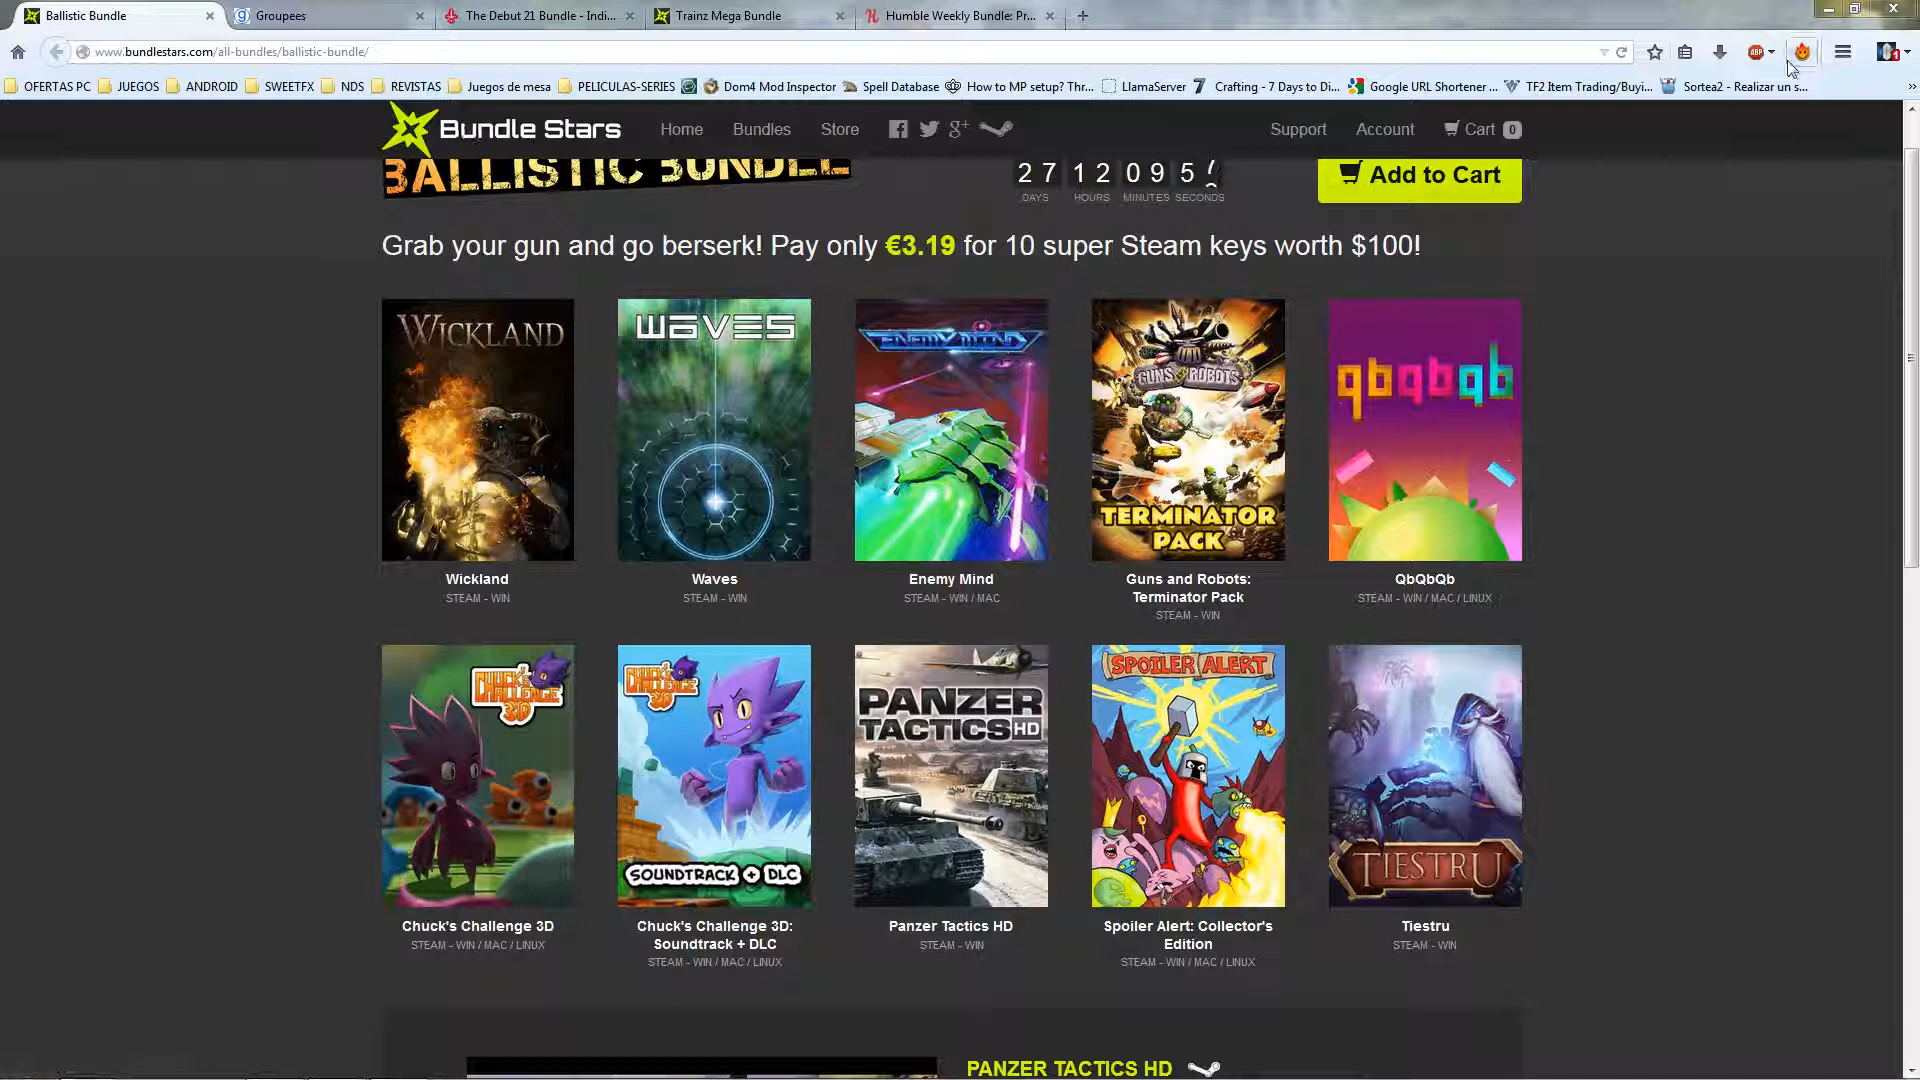 Ballistic Bundle
Groupees
The Debut 21 Bundle - Indi...
Trainz Mega Bundle
Humble Weekly Bundle: Pr...
www.bundlestars.com/all-bundles/ballistic-bundle/
ABP
1
OFERTAS PC JUEGOS ANDROID SWEETFX NDS REVISTAS Juegos de mesa PELICULAS-SERIES Dom4 Mod Inspector Spell Database How to MP setup? Thr... LlamaServer Crafting - 7 Days to Di... Google URL Shortener ... TF2 Item Trading/Buyi... Sortea2 - Realizar un s...
Bundle Stars Home Bundles Store Support Account Cart 0
BALLISTIC BUNDLE
27 12 09 5
DAYS HOURS MINUTES SECONDS
Add to Cart
Grab your gun and go berserk! Pay only €3.19 for 10 super Steam keys worth $100!
WICKLAND
WAVES
ENEMY MIND
GUNS ROBOTS
TERMINATOR
PACK
qbqbqb
Wickland
STEAM - WIN
Waves
STEAM - WIN
Enemy Mind
STEAM - WIN / MAC
Guns and Robots:
Terminator Pack
STEAM - WIN
QbQbQb
STEAM - WIN / MAC / LINUX
CHUCK'S
CHALLENGE
3D
CHUCK'S
CHALLENGE
3D
SOUNDTRACK + DLC
PANZER
TACTICS HD
SPOILER ALERT
TIESTRU
Chuck's Challenge 3D
STEAM - WIN / MAC / LINUX
Chuck's Challenge 3D:
Soundtrack + DLC
STEAM - WIN / MAC / LINUX
Panzer Tactics HD
STEAM - WIN
Spoiler Alert: Collector's
Edition
STEAM - WIN / MAC / LINUX
Tiestru
STEAM - WIN
PANZER TACTICS HD